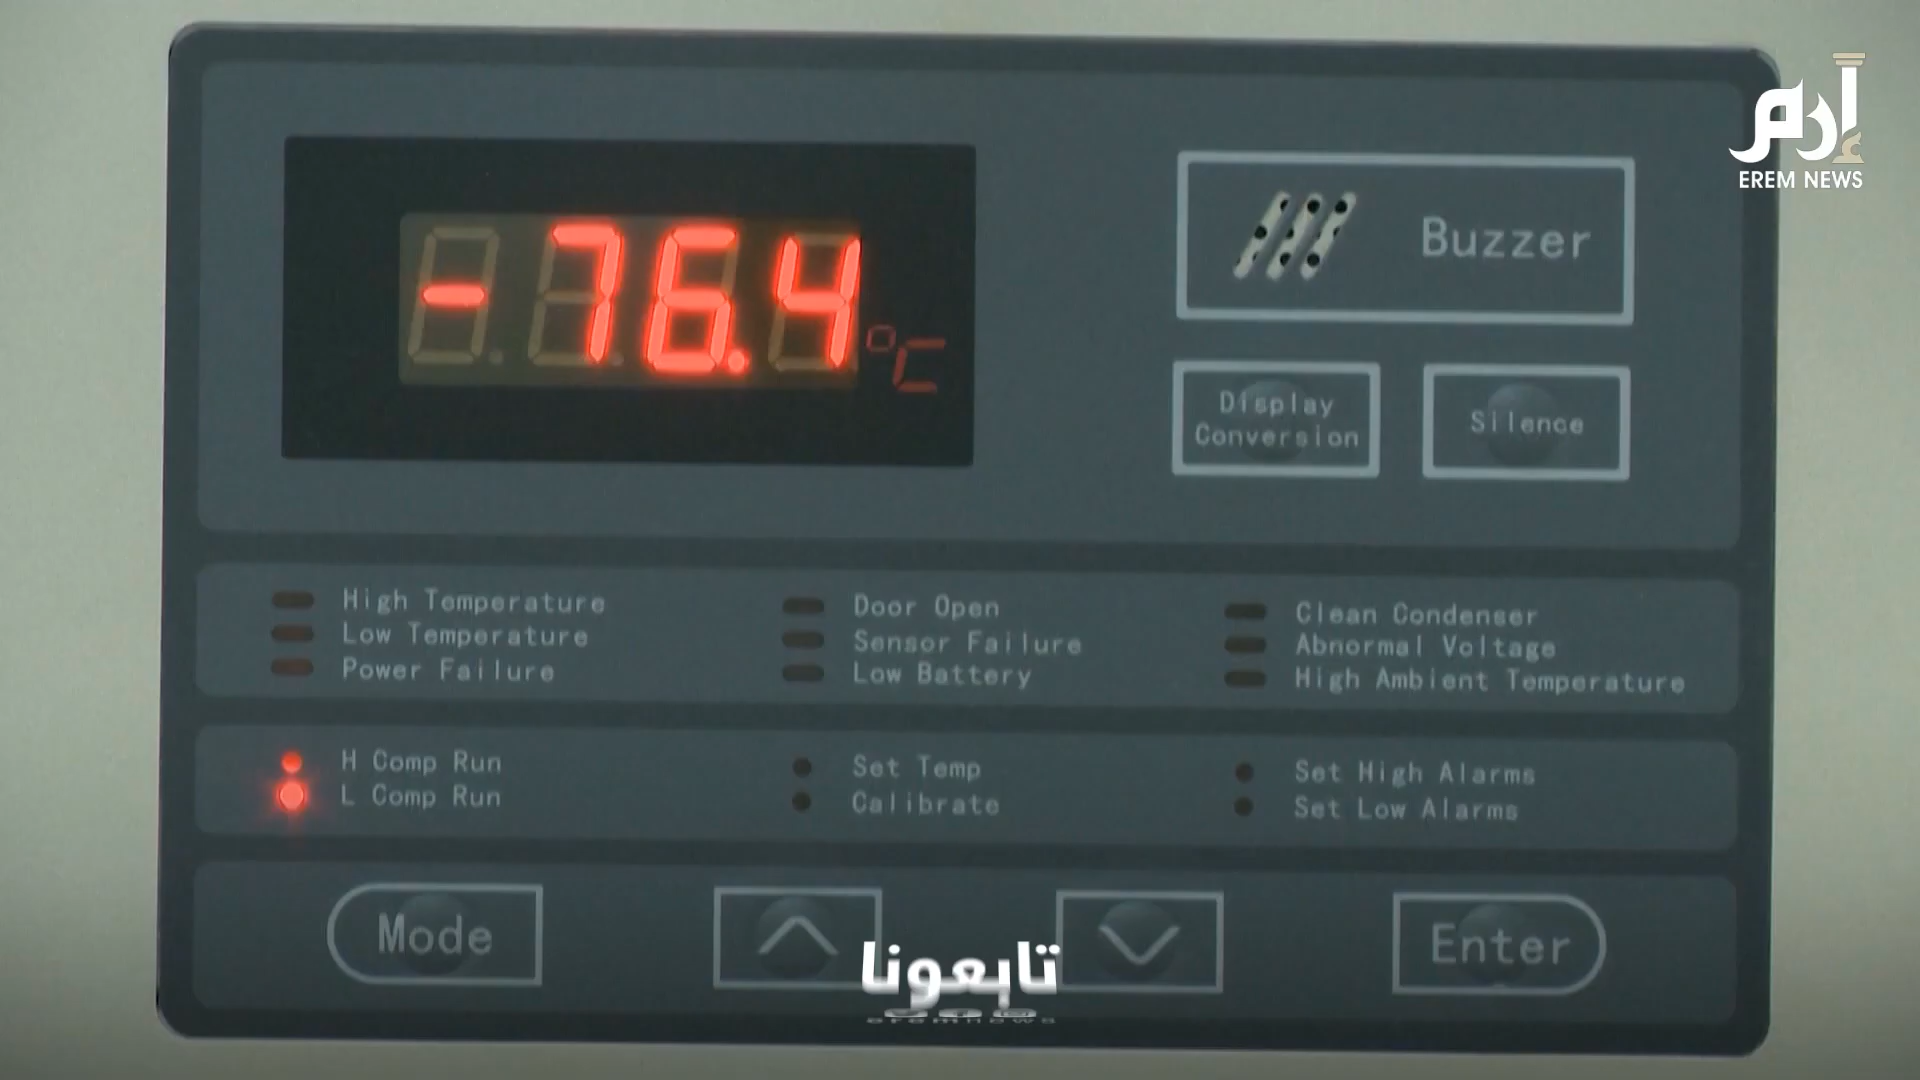 إرم
EREM NEWS
-76.4 °C
Buzzer
Display
Conversion
Silence
High Temperature
Low Temperature
Power Failure
Door Open
Sensor Failure
Low Battery
Clean Condenser
Abnormal Voltage
High Ambient Temperature
H Comp Run
L Comp Run
Set Temp
Calibrate
Set High Alarms
Set Low Alarms
Mode
Enter
تابعونا